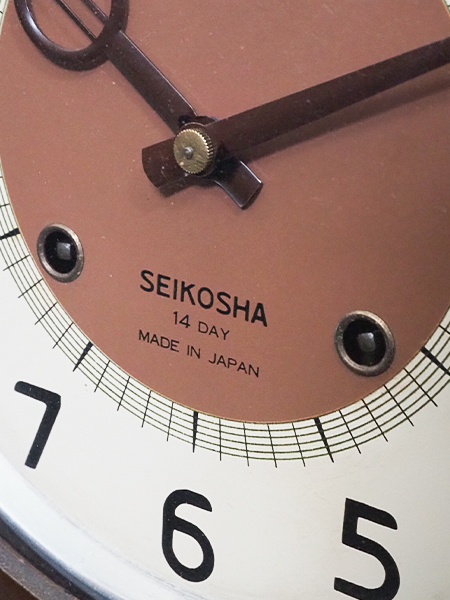 SEIKOSHA
14 DAY
MADE IN JAPAN
7
6
5